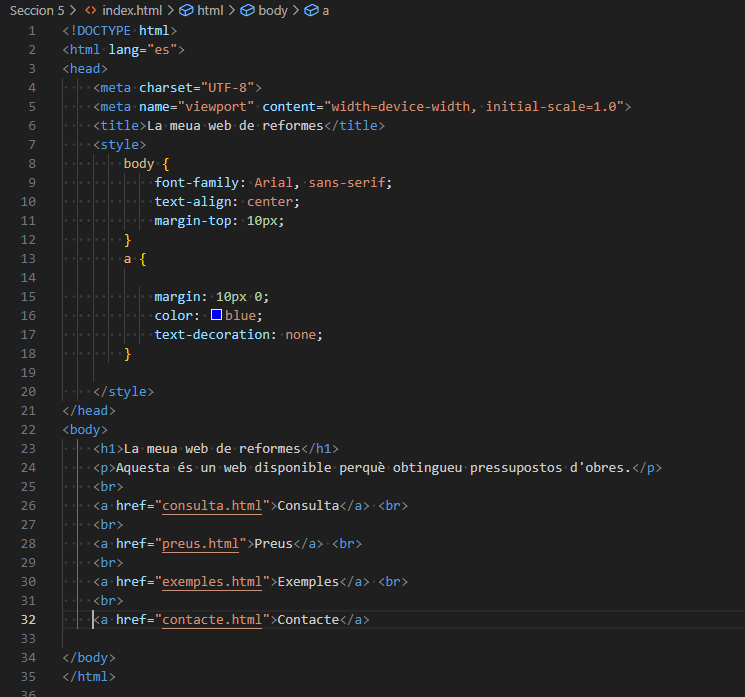 Seccion 5 > <> index.html > html > body > a
1 <!DOCTYPE html>
2 <html lang="es">
3 <head>
4 <meta charset="UTF-8">
5 <meta name="viewport" content="width=device-width, initial-scale=1.0">
6 <title>La meua web de reformes</title>
7 <style>
8 body {
9 font-family: Arial, sans-serif;
10 text-align: center;
11 margin-top: 10px;
12 }
13 a {
14
15 margin: 10px 0;
16 color: blue;
17 text-decoration: none;
18 }
19
20 </style>
21 </head>
22 <body>
23 <h1>La meua web de reformes</h1>
24 <p>Aquesta és un web disponible perquè obtingueu pressupostos d'obres.</p>
25 <br>
26 <a href="consulta.html">Consulta</a> <br>
27 <br>
28 <a href="preus.html">Preus</a> <br>
29 <br>
30 <a href="exemples.html">Exemples</a> <br>
31 <br>
32 <a href="contacte.html">Contacte</a>
33
34 </body>
35 </html>
36